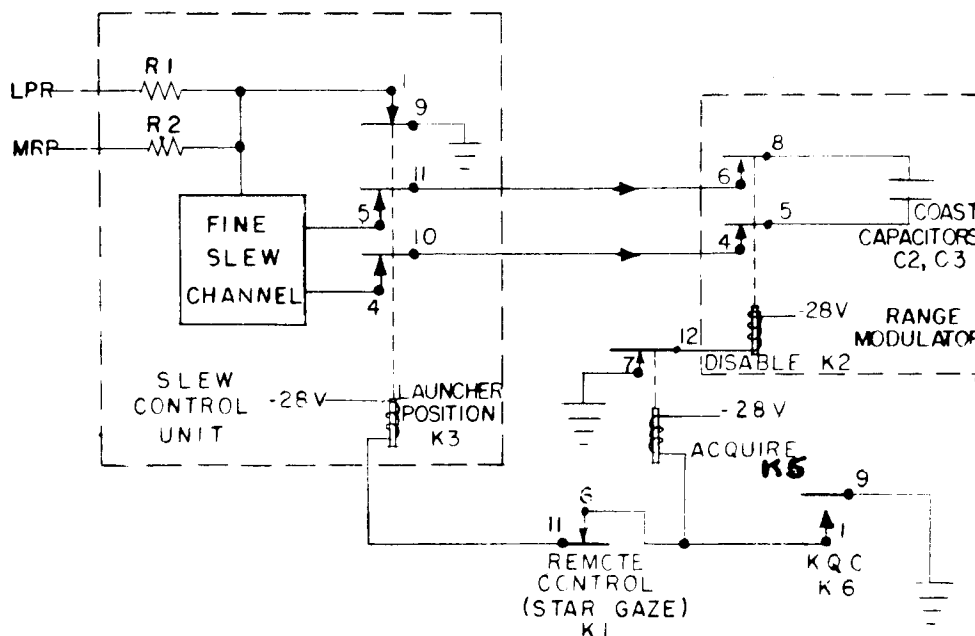 LPR
R1
R2
MRP
9
11
5
10
4
FINE
SLEW
CHANNEL
SLEW
CONTROL
UNIT
-28V
LAUNCHER
POSITION
K3
8
6
5
4
COAST
CAPACITORS
C2, C3
-28V
RANGE
MODULATOR
12
7
DISABLE K2
-28V
ACQUIRE
K5
9
1
KQC
K6
6
11
REMOTE
CONTROL
(STAR GAZE)
K1